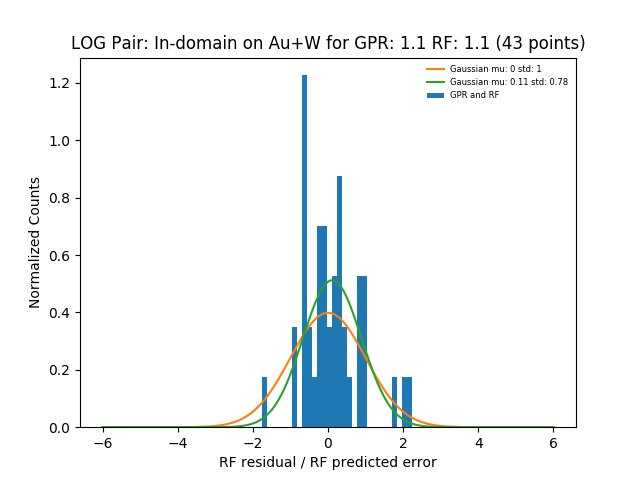 LOG Pair: In-domain on Au+W for GPR: 1.1 RF: 1.1 (43 points)
Gaussian mu: 0 std: 1
Gaussian mu: 0.11 std: 0.78
GPR and RF
Normalized Counts
1.2
1.0
0.8
0.6
0.4
0.2
0.0
−6 −4 −2 0 2 4 6
RF residual / RF predicted error